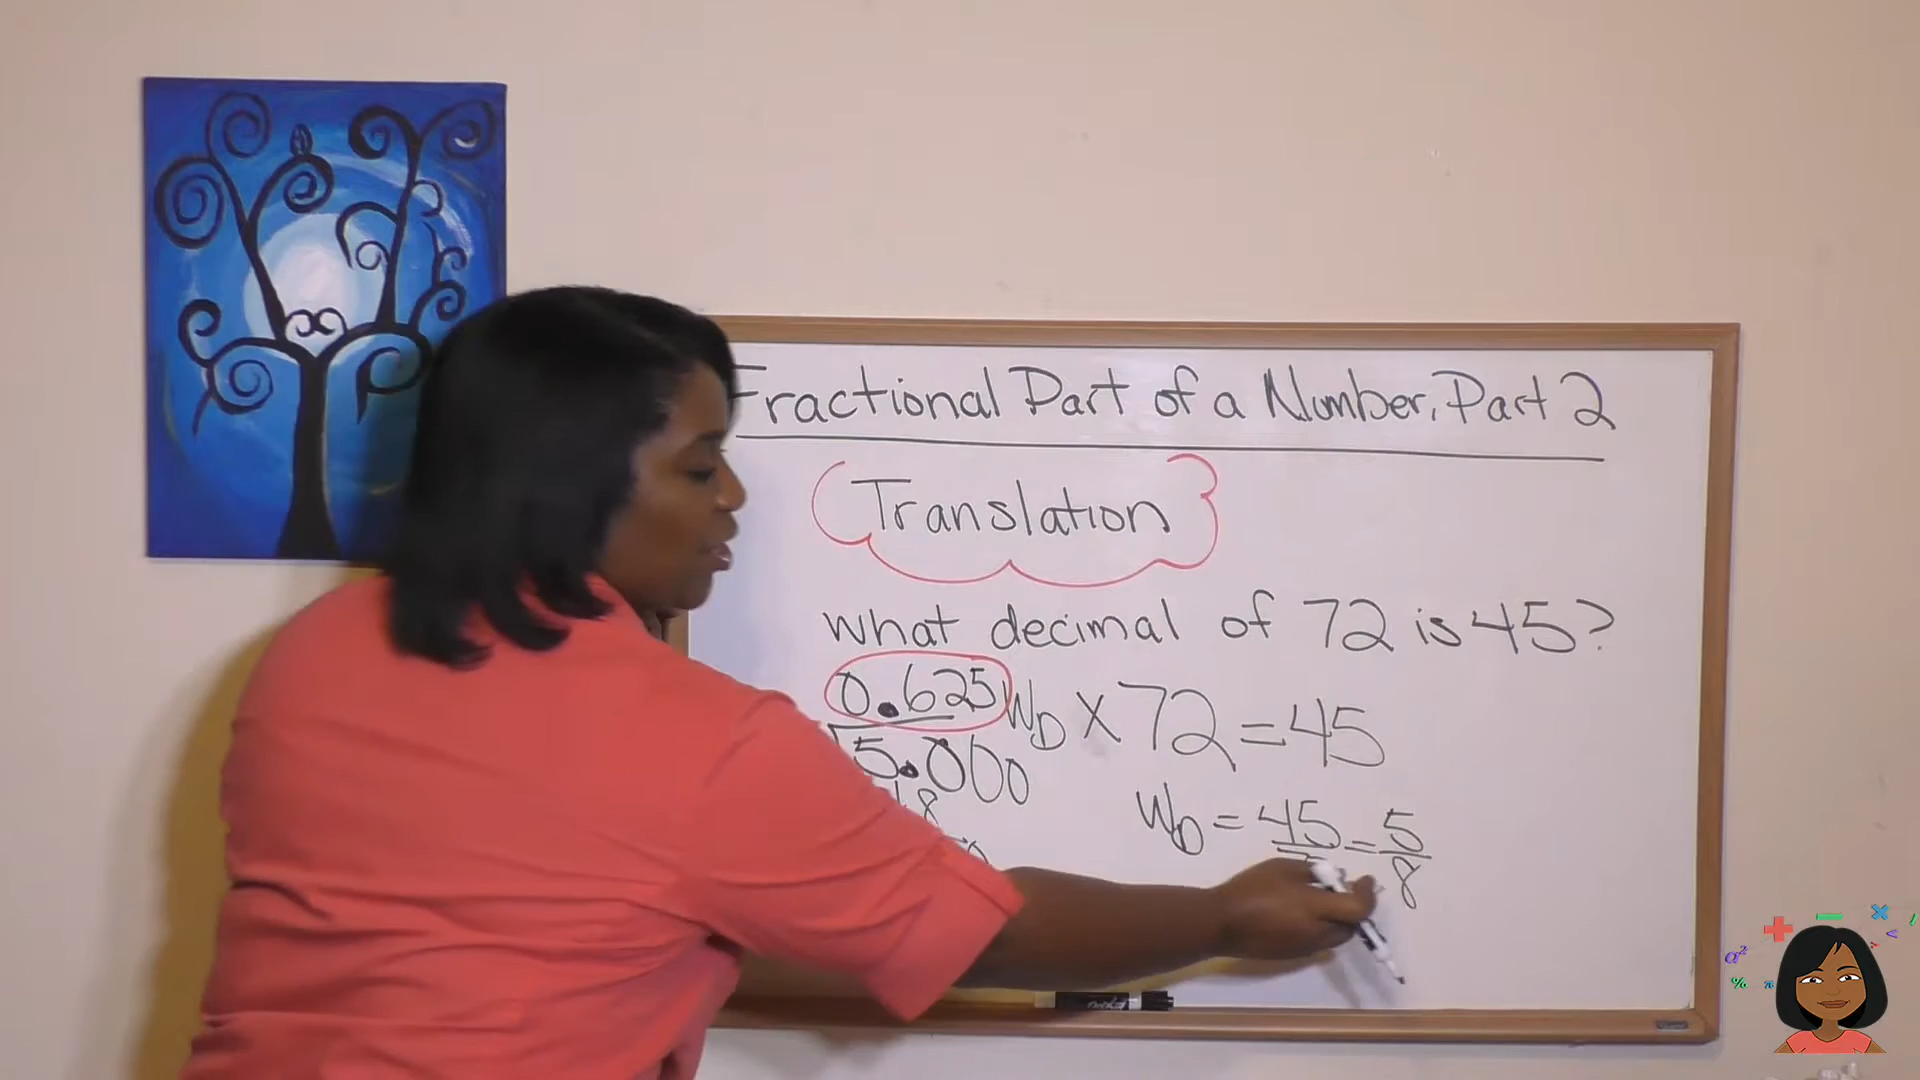 Fractional Part of a Number, Part 2
Translation
what decimal of 72 is 45?
0.625
W_D X 72 = 45
5.000
48
W_D = 45 = 5
8